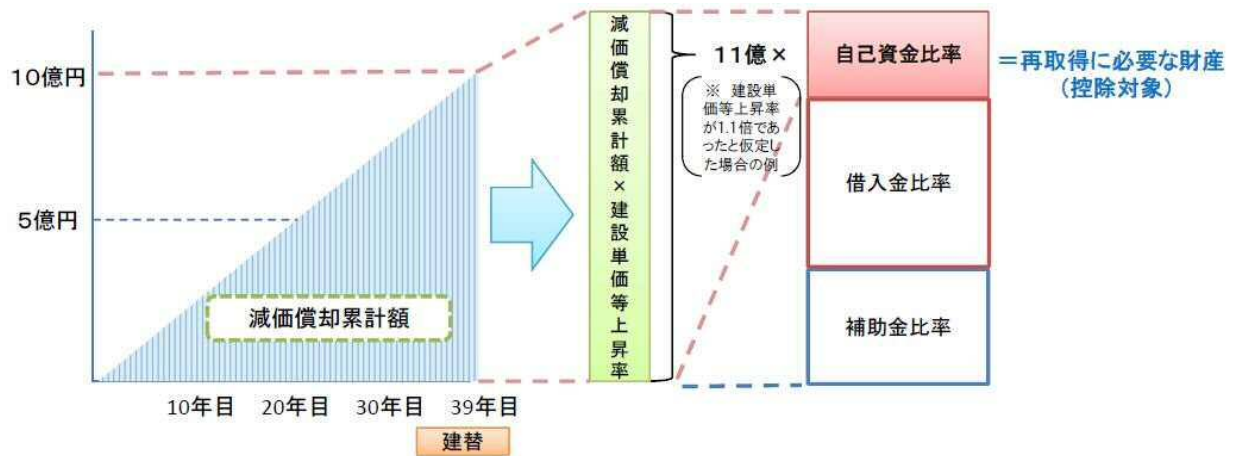 10億円
5億円
減価償却累計額
10年目
20年目
30年目
39年目
建替
減価償却累計額×建設単価等上昇率
11億×
※ 建設単
価等上昇率
が1.1倍であ
ったと仮定し
た場合の例
自己資金比率
借入金比率
補助金比率
＝再取得に必要な財産
（控除対象）